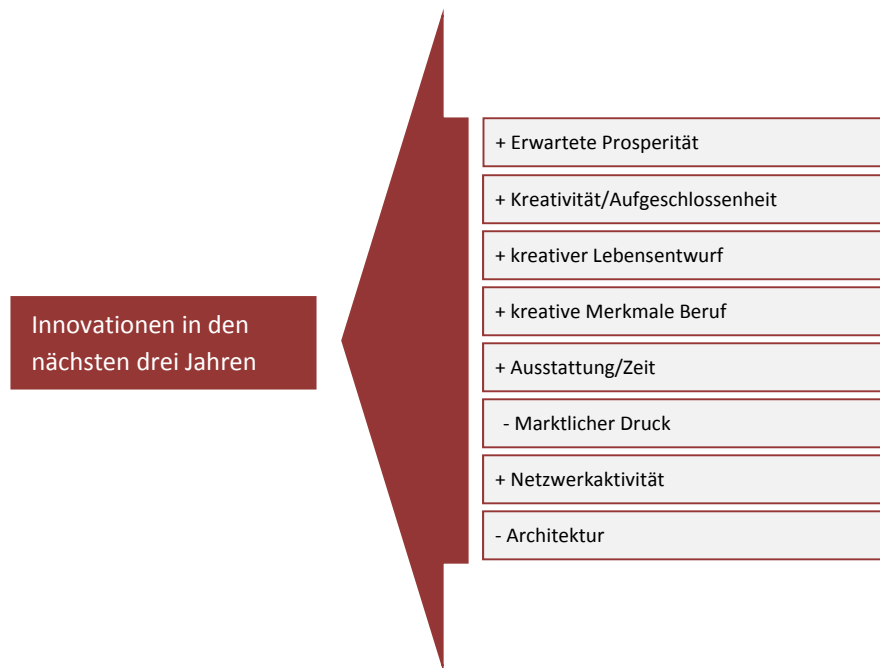 Innovationen in den
nächsten drei Jahren
+ Erwartete Prosperität
+ Kreativität/Aufgeschlossenheit
+ kreativer Lebensentwurf
+ kreative Merkmale Beruf
+ Ausstattung/Zeit
- Marktlicher Druck
+ Netzwerkaktivität
- Architektur